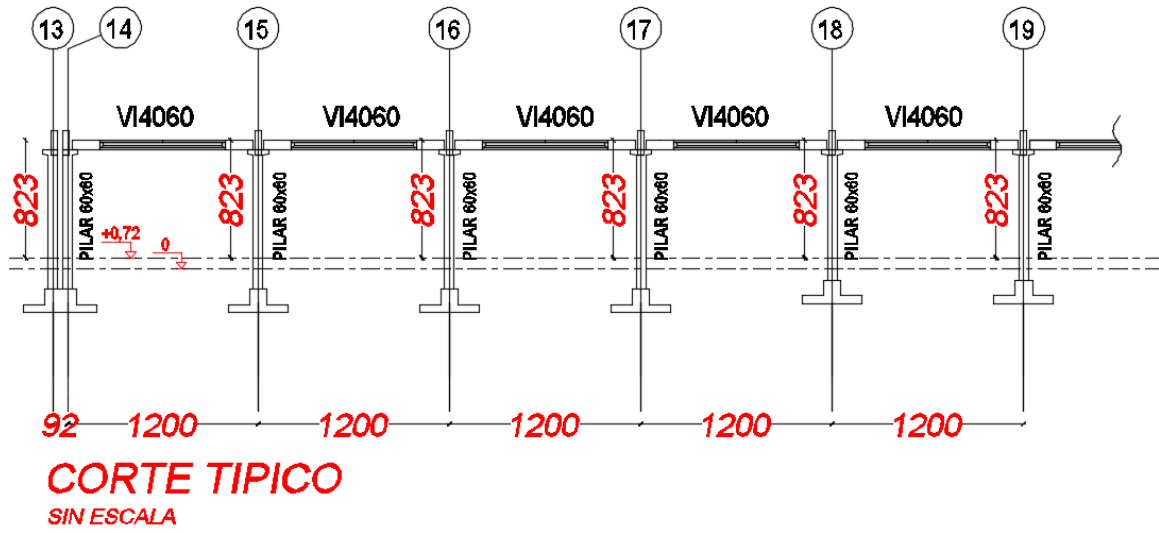 13 14 15 16 17 18 19
VI4060 VI4060 VI4060 VI4060 VI4060
823 823 823 823 823 823
PILAR 60x60 PILAR 60x60 PILAR 60x60 PILAR 60x60 PILAR 60x60 PILAR 60x60
+0,72 0
92 1200 1200 1200 1200 1200
CORTE TIPICO
SIN ESCALA